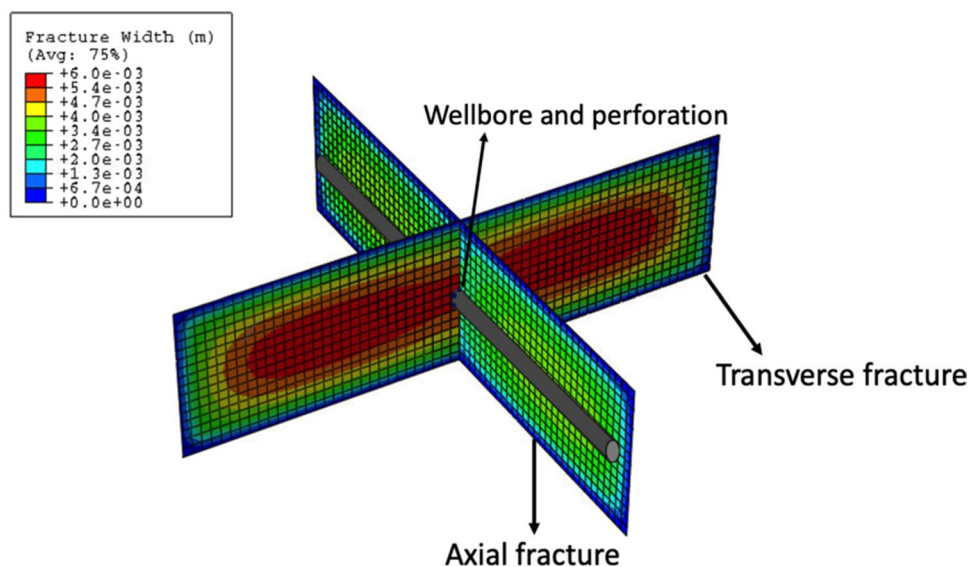 Fracture Width (m)
(Avg: 75%)
+6.0e-03
+5.4e-03
+4.7e-03
+4.0e-03
+3.4e-03
+2.7e-03
+2.0e-03
+1.3e-03
+6.7e-04
+0.0e+00
Wellbore and perforation
Transverse fracture
Axial fracture